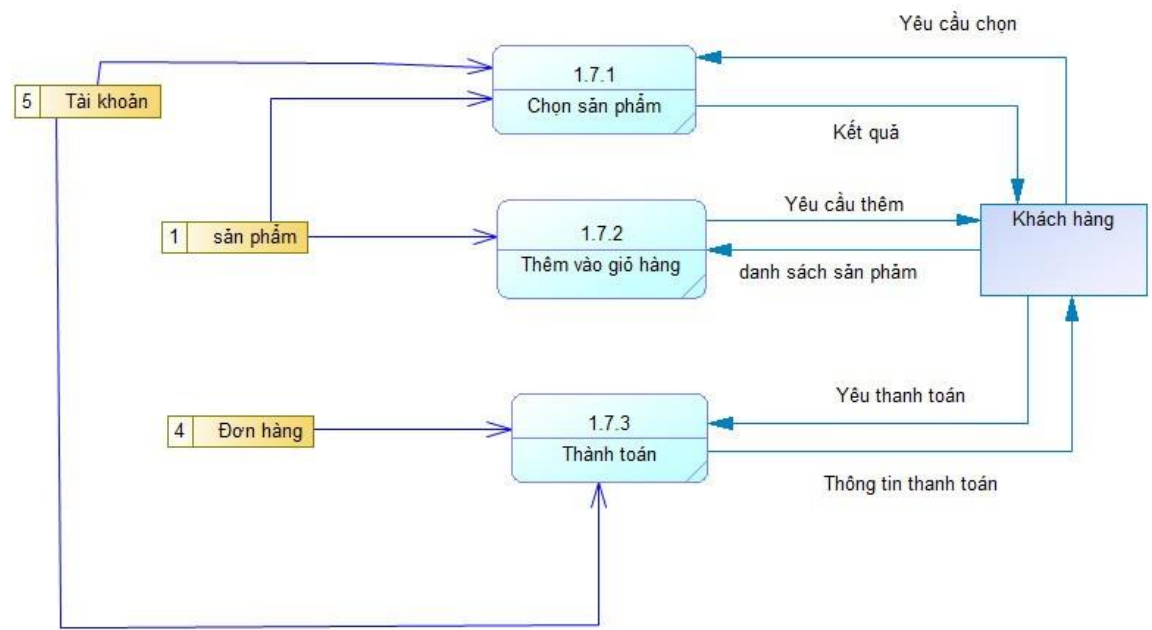 Yêu cầu chọn
1.7.1
Chọn sản phẩm
5 Tài khoản
Kết quả
Yêu cầu thêm
Khách hàng
1 sản phẩm
1.7.2
Thêm vào giỏ hàng
danh sách sản phảm
Yêu thanh toán
4 Đơn hàng
1.7.3
Thành toán
Thông tin thanh toán